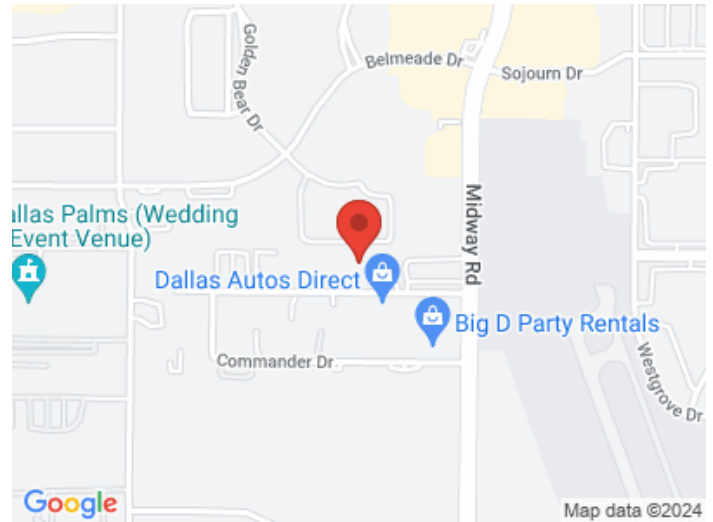 Golden
Bear Dr
Belmeade Dr
Sojourn Dr
allas Palms (Wedding
Event Venue)
Midway Rd
Dallas Autos Direct
Big D Party Rentals
Commander Dr
Westgrove Dr
Google
Map data ©2024